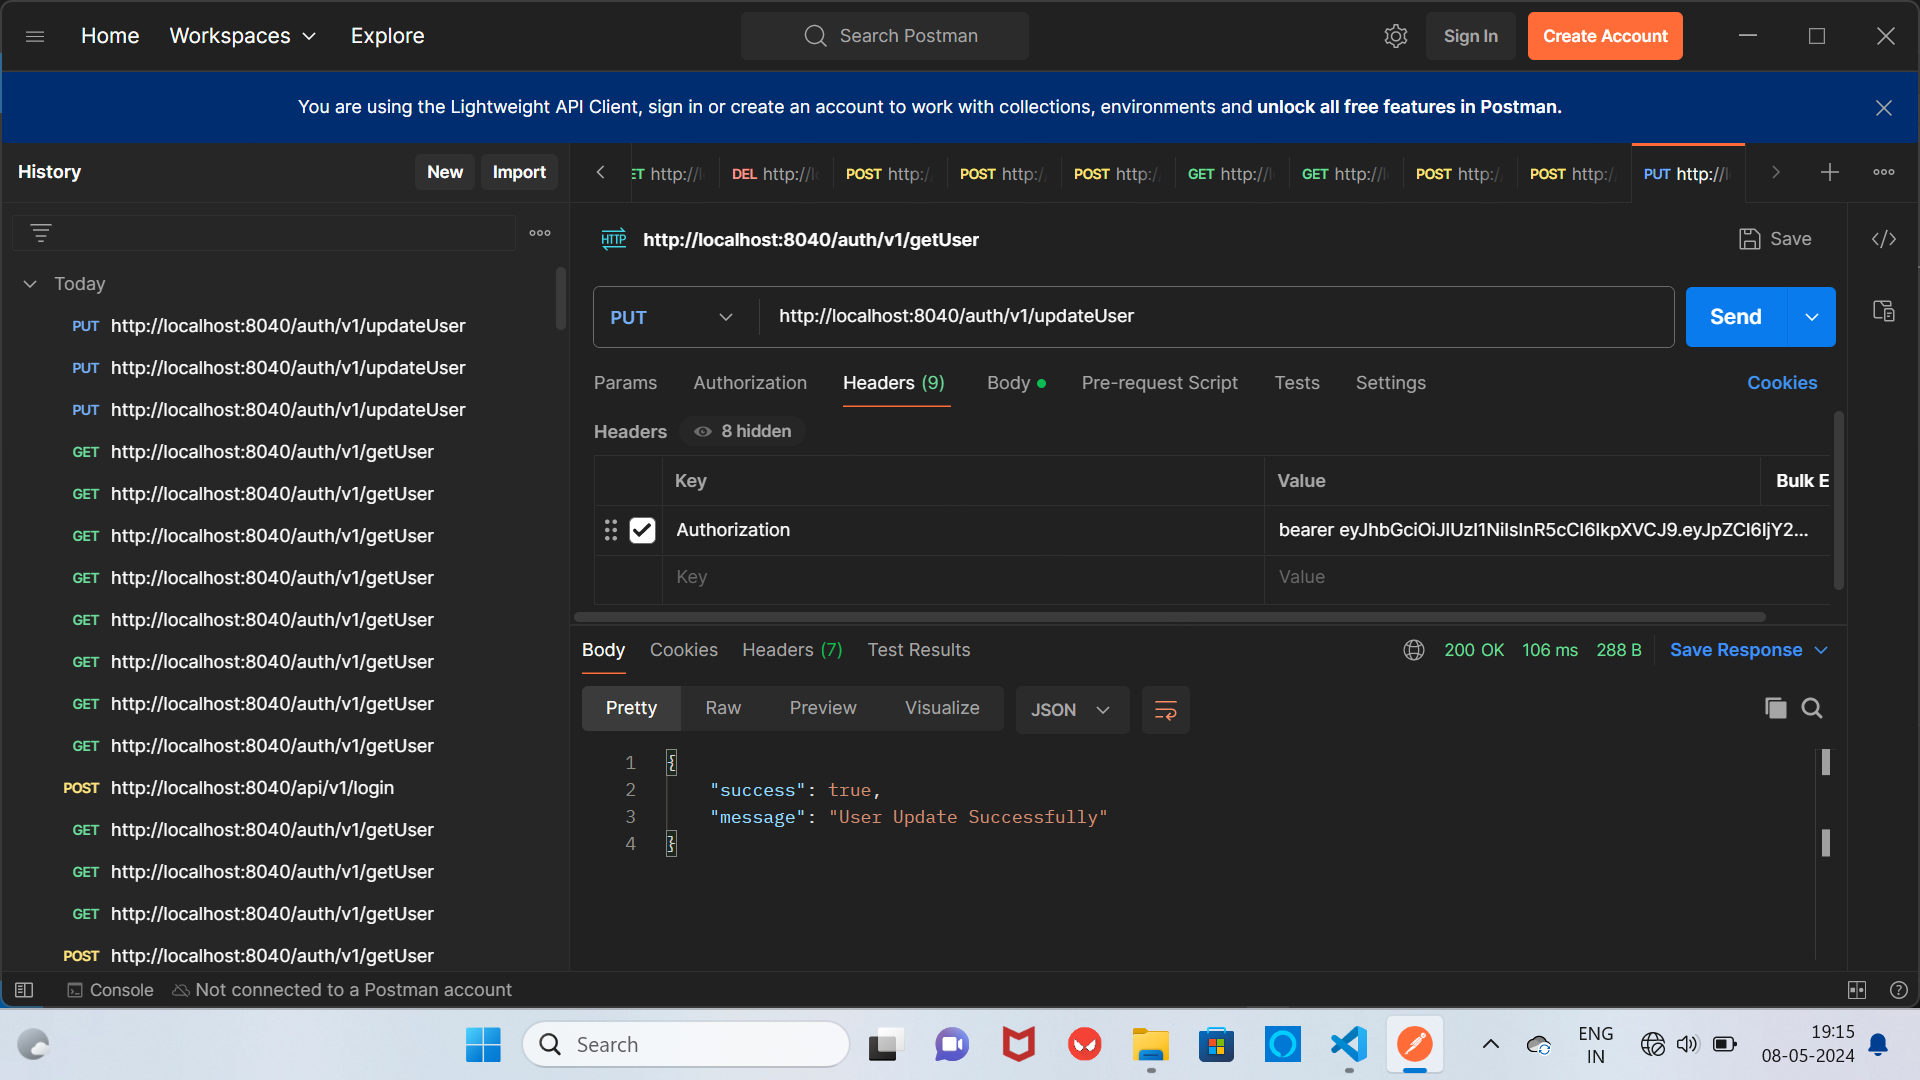 Home Workspaces Explore Search Postman Sign In Create Account
You are using the Lightweight API Client, sign in or create an account to work with collections, environments and unlock all free features in Postman.
History New Import
ET http://l DEL http://l POST http:/ POST http:/ POST http:/ GET http://l GET http://l POST http:/ POST http:/ PUT http://l
HTTP http://localhost:8040/auth/v1/getUser Save
Today
PUT http://localhost:8040/auth/v1/updateUser
PUT http://localhost:8040/auth/v1/updateUser
PUT http://localhost:8040/auth/v1/updateUser
GET http://localhost:8040/auth/v1/getUser
GET http://localhost:8040/auth/v1/getUser
GET http://localhost:8040/auth/v1/getUser
GET http://localhost:8040/auth/v1/getUser
GET http://localhost:8040/auth/v1/getUser
GET http://localhost:8040/auth/v1/getUser
GET http://localhost:8040/auth/v1/getUser
GET http://localhost:8040/auth/v1/getUser
POST http://localhost:8040/api/v1/login
GET http://localhost:8040/auth/v1/getUser
GET http://localhost:8040/auth/v1/getUser
GET http://localhost:8040/auth/v1/getUser
POST http://localhost:8040/auth/v1/getUser
PUT http://localhost:8040/auth/v1/updateUser Send
Params Authorization Headers (9) Body Pre-request Script Tests Settings Cookies
Headers 8 hidden
Key Value Bulk E
Authorization bearer eyJhbGciOiJIUzI1NiIsInR5cCI6IkpXVCJ9.eyJpZCI6IjY2...
Key Value
Body Cookies Headers (7) Test Results 200 OK 106 ms 288 B Save Response
Pretty Raw Preview Visualize JSON
1 {
2 "success": true,
3 "message": "User Update Successfully"
4 }
Console Not connected to a Postman account
Search
ENG
IN
19:15
08-05-2024